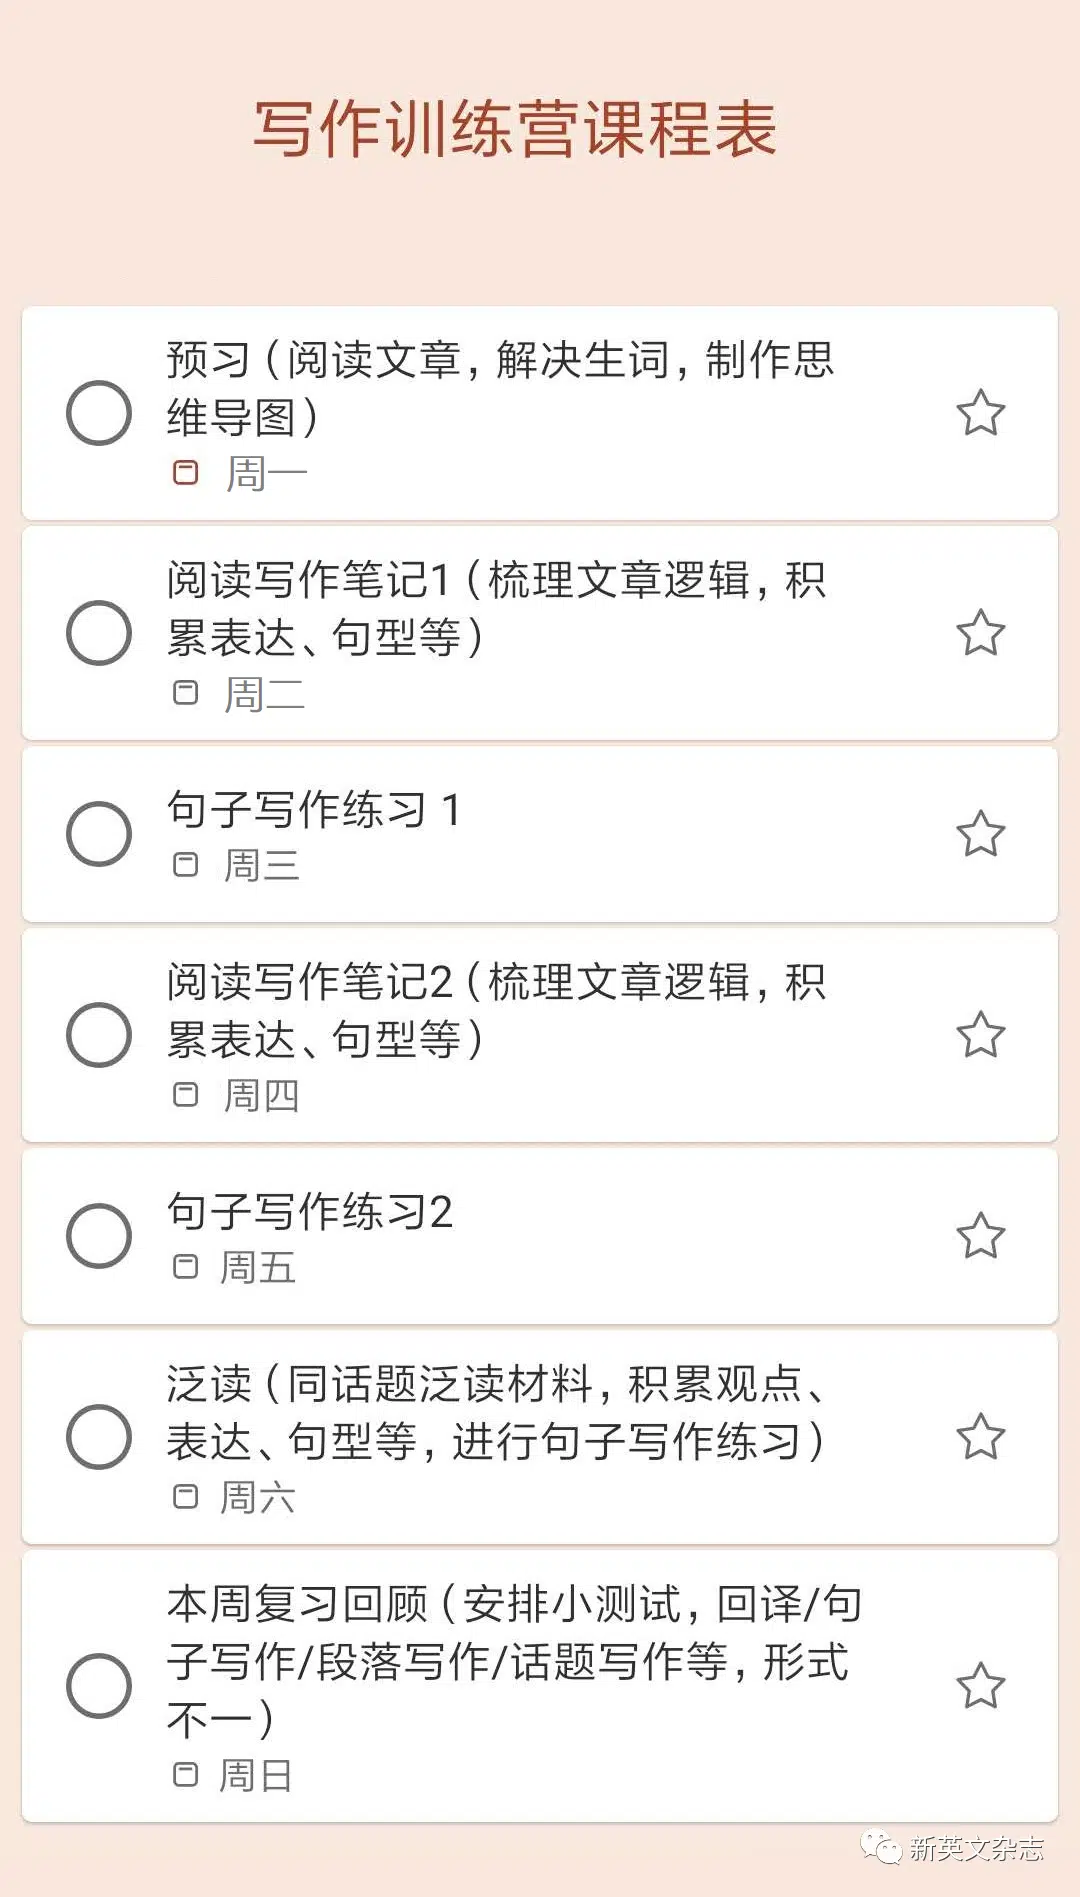 写作训练营课程表
预习（阅读文章，解决生词，制作思
维导图）
周一
阅读写作笔记1（梳理文章逻辑，积
累表达、句型等）
周二
句子写作练习 1
周三
阅读写作笔记2（梳理文章逻辑，积
累表达、句型等）
周四
句子写作练习2
周五
泛读（同话题泛读材料，积累观点、
表达、句型等，进行句子写作练习）
周六
本周复习回顾（安排小测试，回译/句
子写作/段落写作/话题写作等，形式
不一）
周日
新英文杂志